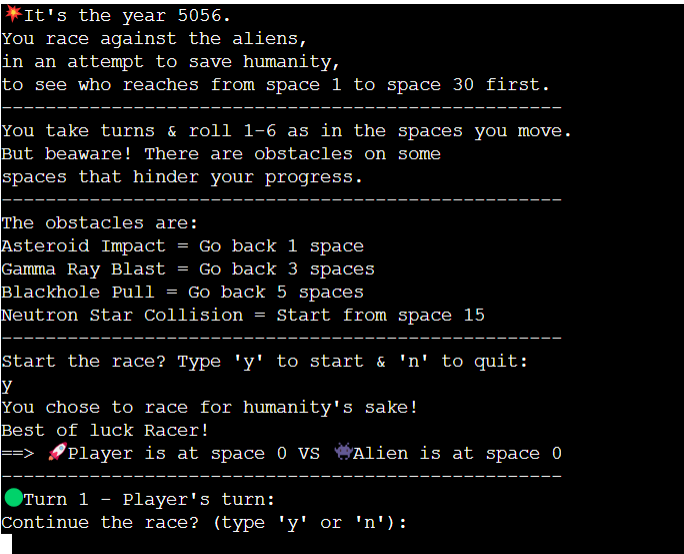 💥It's the year 5056.
You race against the aliens,
in an attempt to save humanity,
to see who reaches from space 1 to space 30 first.
---------------------------------------------------
You take turns & roll 1-6 as in the spaces you move.
But beaware! There are obstacles on some
spaces that hinder your progress.
---------------------------------------------------
The obstacles are:
Asteroid Impact = Go back 1 space
Gamma Ray Blast = Go back 3 spaces
Blackhole Pull = Go back 5 spaces
Neutron Star Collision = Start from space 15
---------------------------------------------------
Start the race? Type 'y' to start & 'n' to quit:
y
You chose to race for humanity's sake!
Best of luck Racer!
==> 🚀Player is at space 0 VS 👾Alien is at space 0
---------------------------------------------------
🟢Turn 1 - Player's turn:
Continue the race? (type 'y' or 'n'):